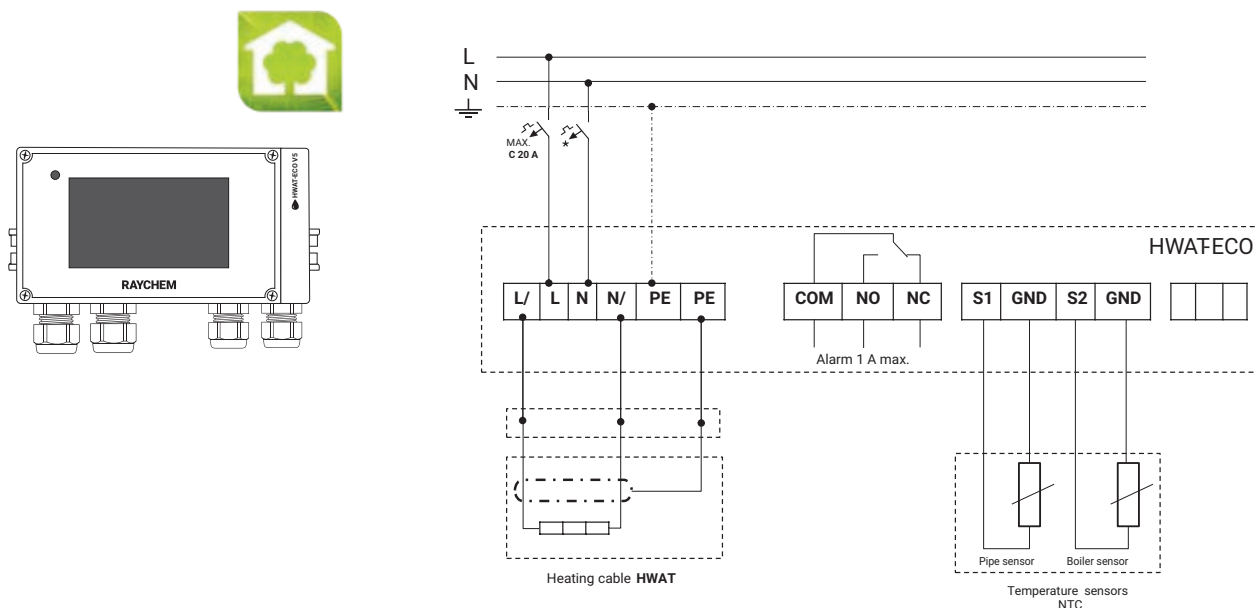 HWAT-ECO V5
RAYCHEM
L
N
MAX.
C 20 A
*
HWAT-ECO
L/ L N N/ PE PE
COM NO NC
S1 GND S2 GND
Alarm 1 A max.
Pipe sensor Boiler sensor
Heating cable HWAT
Temperature sensors
NTC